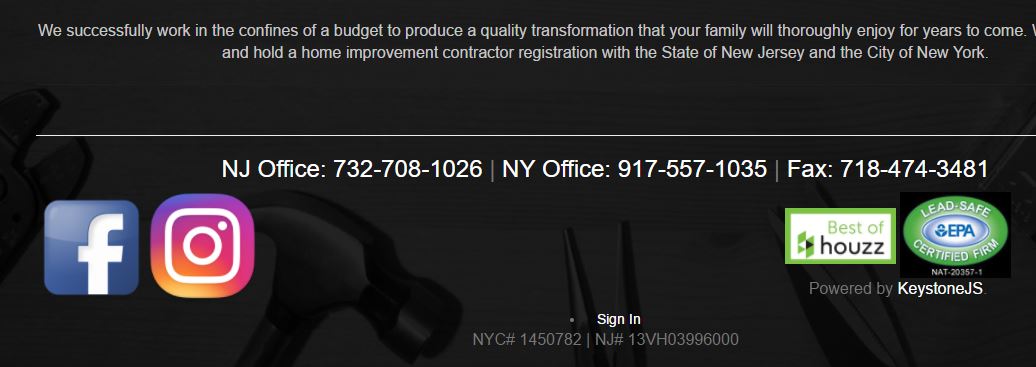 We successfully work in the confines of a budget to produce a quality transformation that your family will thoroughly enjoy for years to come.
and hold a home improvement contractor registration with the State of New Jersey and the City of New York.
NJ Office: 732-708-1026 | NY Office: 917-557-1035 | Fax: 718-474-3481
f
Best of
houzz
LEAD-SAFE
EPA
CERTIFIED FIRM
NAT-20357-1
Powered by KeystoneJS.
• Sign In
NYC# 1450782 | NJ# 13VH03996000